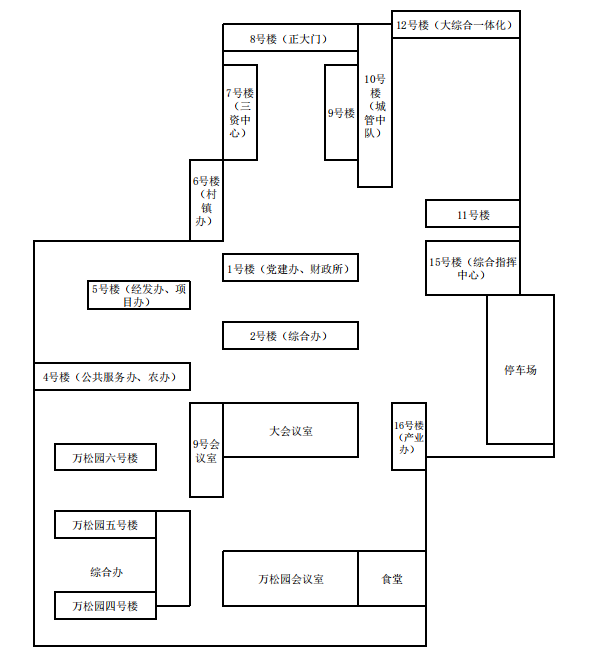 12号楼（大综合一体化）
8号楼（正大门）
7号楼
（三
资中
心）
9号楼
10号
楼
（城
管中
队）
6号楼
（村
镇
办）
11号楼
1号楼（党建办、财政所）
15号楼（综合指挥
中心）
5号楼（经发办、项
目办）
2号楼（综合办）
停车场
4号楼（公共服务办、农办）
9号会
议室
大会议室
16号楼
（产业
办）
万松园六号楼
万松园五号楼
综合办
万松园四号楼
万松园会议室
食堂